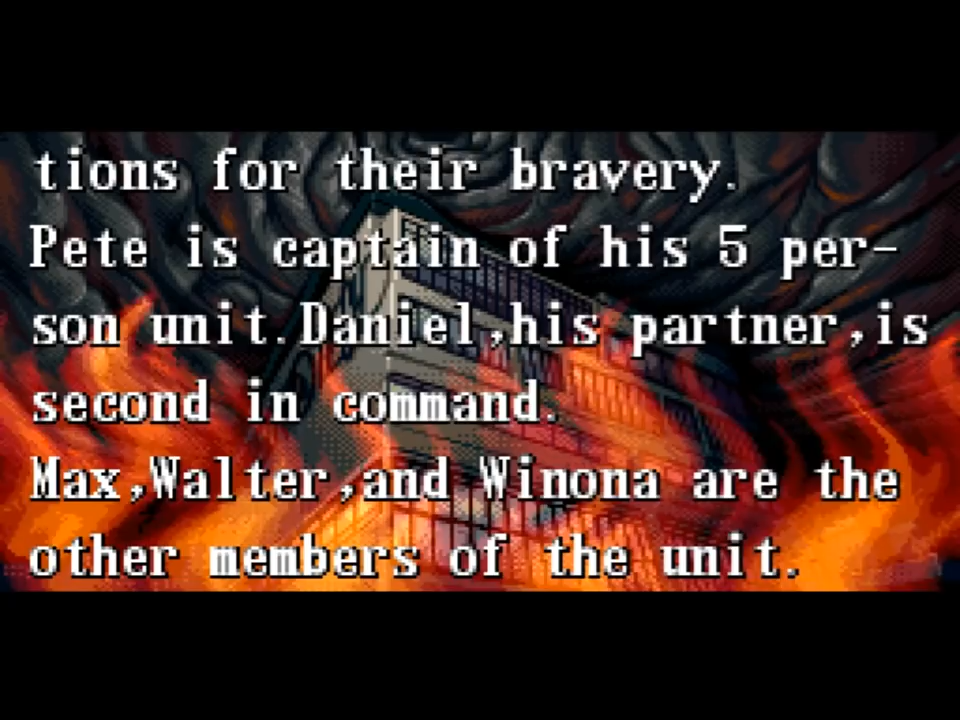 tions for their bravery.
Pete is captain of his 5 per-
son unit.Daniel,his partner,is
second in command.
Max,Walter,and Winona are the
other members of the unit.